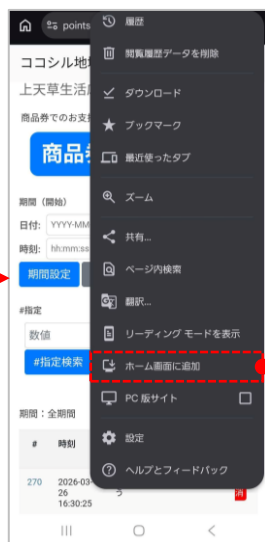 points
ココシル地
上天草生活
商品券でのお支
商品
期間（開始）
日付: YYYY-MM
時刻: hh:mm:ss
期間設定
#指定
数値
#指定検索
期間：全期間
# 時刻
270 2026-03-
26
16:30:25
う
消
履歴
閲覧履歴データを削除
ダウンロード
ブックマーク
最近使ったタブ
ズーム
共有...
ページ内検索
翻訳...
リーディング モードを表示
ホーム画面に追加
PC 版サイト
設定
ヘルプとフィードバック